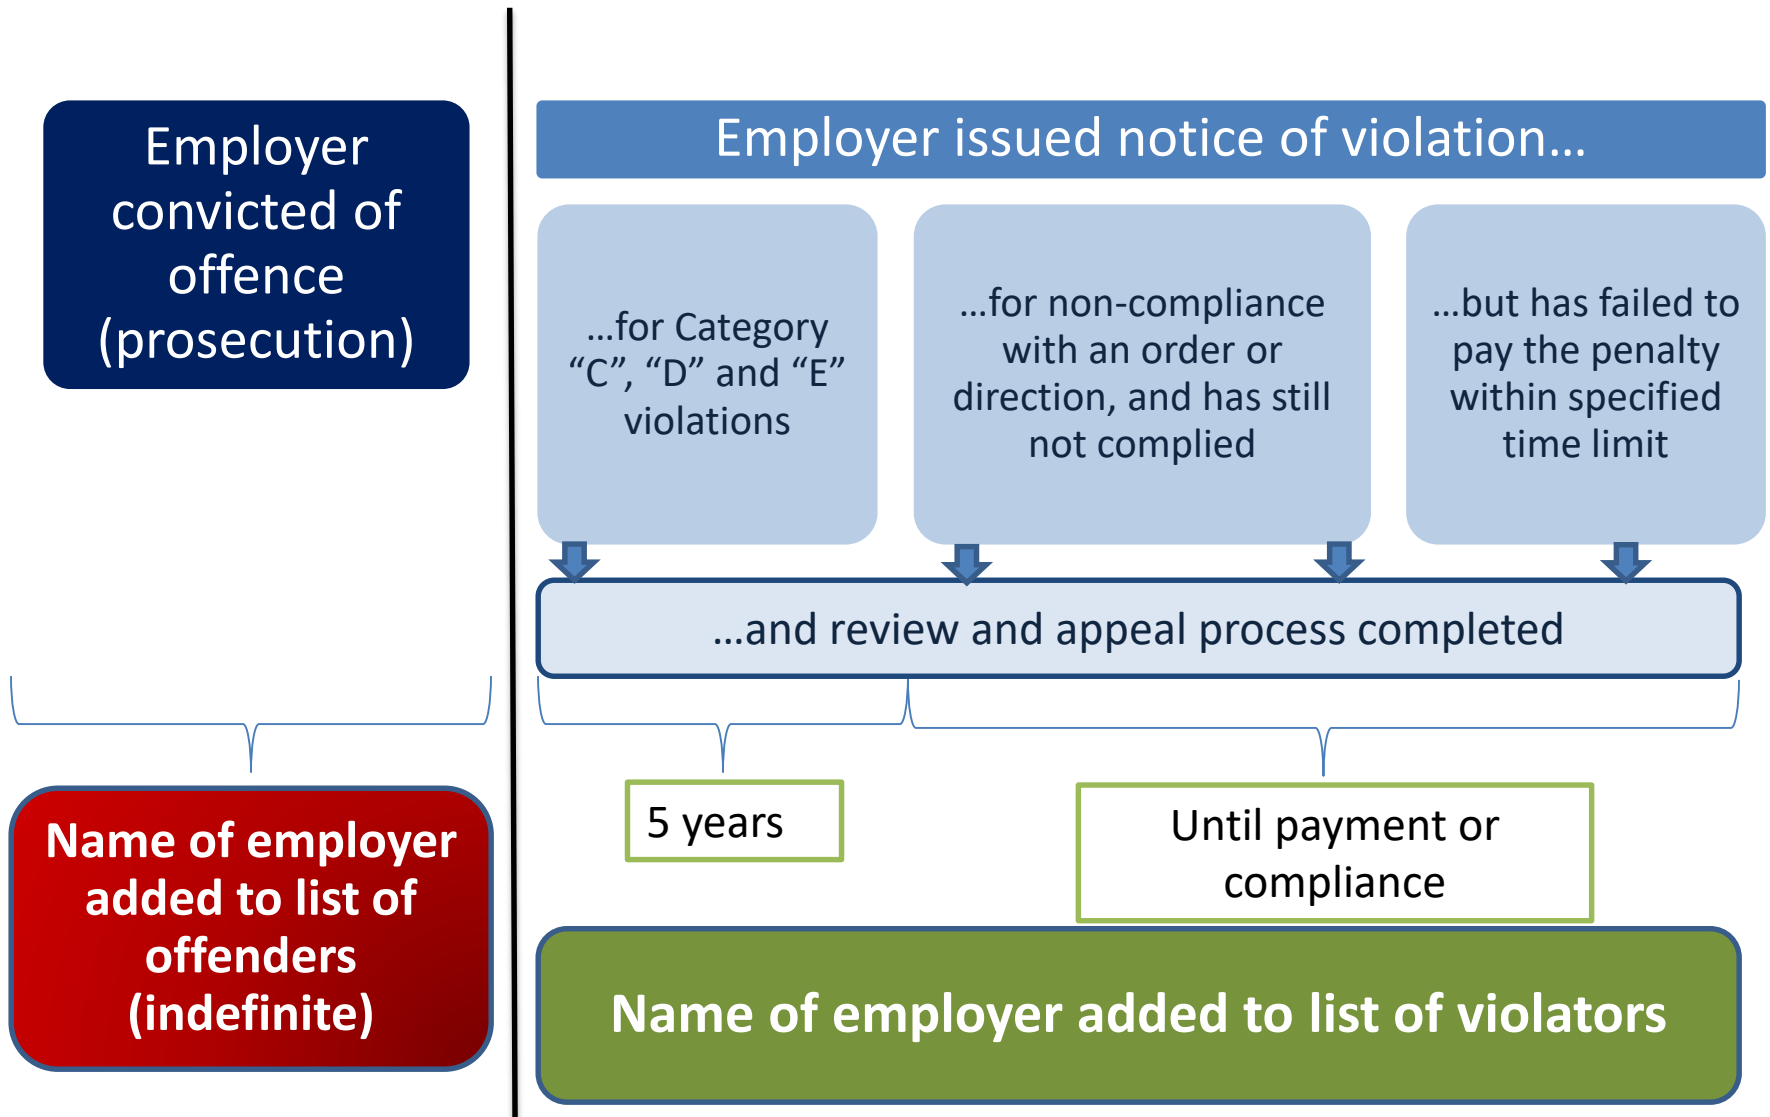 Employer
convicted of
offence
(prosecution)
Name of employer
added to list of
offenders
(indefinite)
Employer issued notice of violation…
…for Category
“C”, “D” and “E”
violations
…for non-compliance
with an order or
direction, and has still
not complied
…but has failed to
pay the penalty
within specified
time limit
…and review and appeal process completed
5 years
Until payment or
compliance
Name of employer added to list of violators